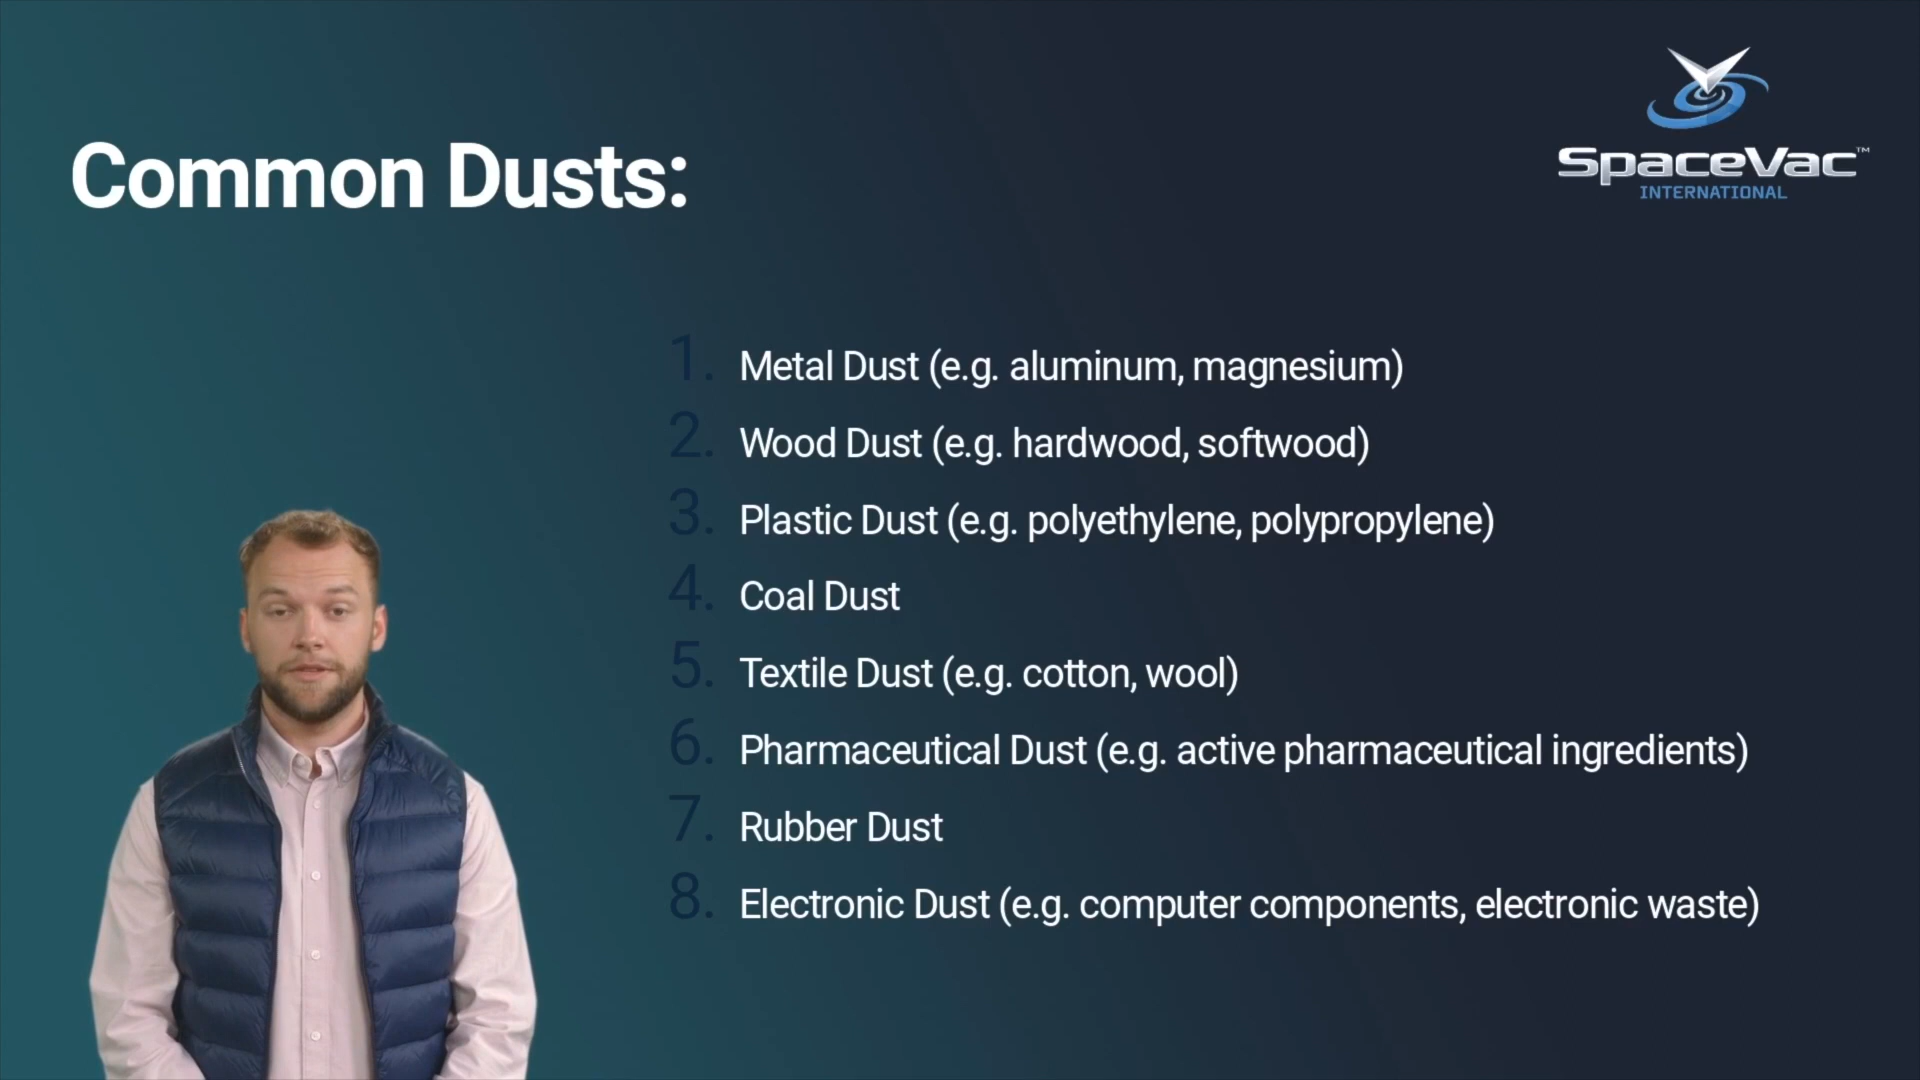 SpaceVac™
INTERNATIONAL
Common Dusts:
1. Metal Dust (e.g. aluminum, magnesium)
2. Wood Dust (e.g. hardwood, softwood)
3. Plastic Dust (e.g. polyethylene, polypropylene)
4. Coal Dust
5. Textile Dust (e.g. cotton, wool)
6. Pharmaceutical Dust (e.g. active pharmaceutical ingredients)
7. Rubber Dust
8. Electronic Dust (e.g. computer components, electronic waste)